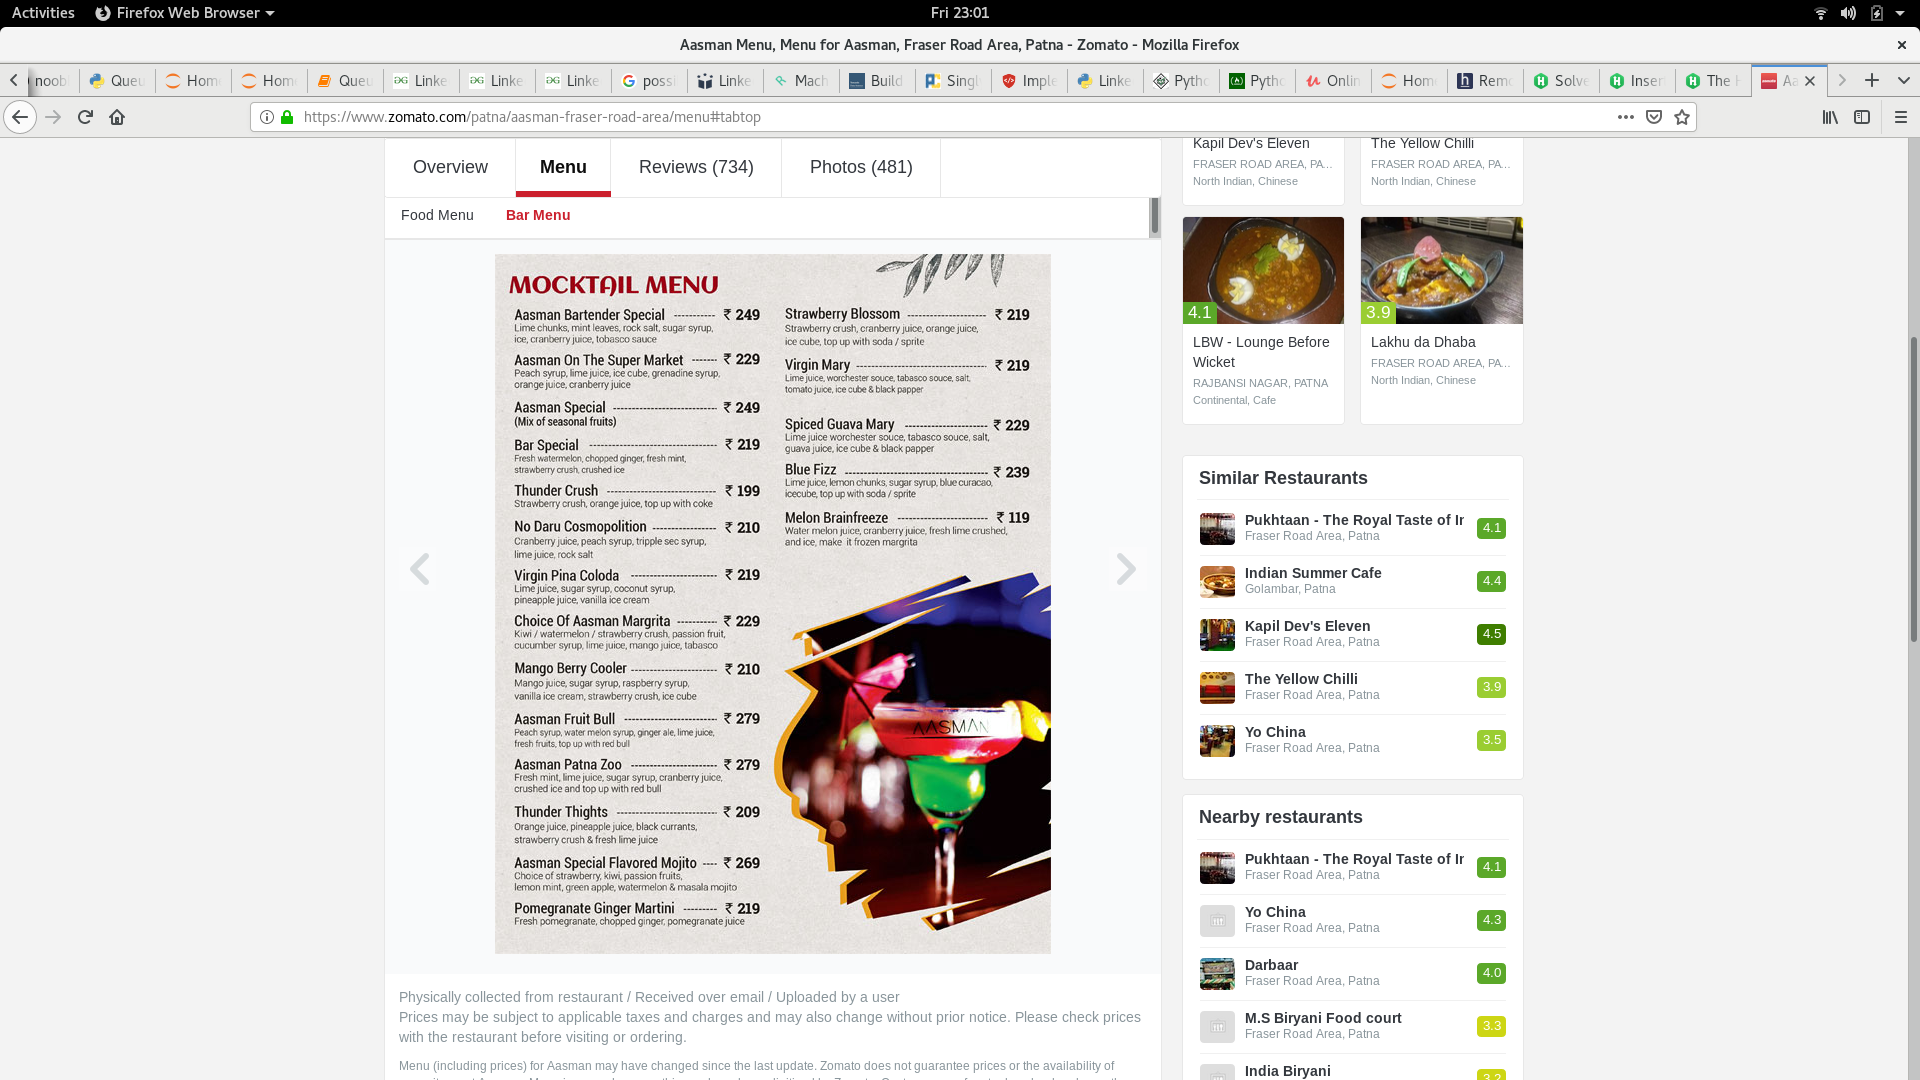 Activities
Firefox Web Browser
Fri 23:01
Aasman Menu, Menu for Aasman, Fraser Road Area, Patna - Zomato - Mozilla Firefox
noob
Queu
Hom
Hom
Queu
Linke
Linke
Linke
poss
Linke
Mach
Build
Singl
Imple
Linke
Pytho
Pytho
Onlin
Hom
Remo
Solve
Inser
The H
Aa
https://www.zomato.com/patna/aasman-fraser-road-area/menu#tabtop
Overview
Menu
Reviews (734)
Photos (481)
Food Menu
Bar Menu
MOCKTAIL MENU
Aasman Bartender Special ----------- ₹ 249
Lime chunks, mint leaves, rock salt, sugar syrup,
ice, cranberry juice, tobasco sauce
Aasman On The Super Market ------- ₹ 229
Peach syrup, lime juice, ice cube, grenadine syrup,
orange juice, cranberry juice
Aasman Special ---------------------------- ₹ 249
(Mix of seasonal fruits)
Bar Special ----------------------------------- ₹ 219
Fresh watermelon, chopped ginger, fresh mint,
strawberry crush, crushed ice
Thunder Crush ------------------------------ ₹ 199
Strawberry crush, orange juice, top up with coke
No Daru Cosmopolition ----------------- ₹ 210
Cranberry juice, peach syrup, tripple sec syrup,
lime juice, rock salt
Virgin Pina Coloda ------------------------ ₹ 219
Lime juice, sugar syrup, coconut syrup,
pineapple juice, vanilla ice cream
Choice Of Aasman Margrita ----------- ₹ 229
Kiwi / watermelon / strawberry crush, passion fruit,
cucumber syrup, lime juice, mango juice, tabasco
Mango Berry Cooler ------------------------ ₹ 210
Mango juice, sugar syrup, raspberry syrup,
vanilla ice cream, strawberry crush, ice cube
Aasman Fruit Bull -------------------------- ₹ 279
Peach syrup, water melon syrup, ginger ale, lime juice,
fresh fruits, top up with red bull
Aasman Patna Zoo ------------------------ ₹ 279
Fresh mint, lime juice, sugar syrup, cranberry juice,
crushed ice and top up with red bull
Thunder Thights ---------------------------- ₹ 209
Orange juice, pineapple juice, black currants,
strawberry crush & fresh lime juice
Aasman Special Flavored Mojito ---- ₹ 269
Choice of strawberry, kiwi, passion fruits,
lemon mint, green apple, watermelon & masala mojito
Pomegranate Ginger Martini --------- ₹ 219
Fresh pomegranate, chopped ginger, pomegranate juice
Strawberry Blossom ---------------------- ₹ 219
Strawberry crush, cranberry juice, orange juice,
ice cube, top up with soda / sprite
Virgin Mary ------------------------------------ ₹ 219
Lime juice, worchester souce, tabasco souce, salt,
tomato juice, ice cube & black papper
Spiced Guava Mary ----------------------- ₹ 229
Lime juice worchester souce, tabasco souce, salt,
guava juice, ice cube & black papper
Blue Fizz ---------------------------------------- ₹ 239
Lime juice, lemon chunks, sugar syrup, blue curacao,
icecube, top up with soda / sprite
Melon Brainfreeze ------------------------- ₹ 119
Water melon juice, cranberry juice, fresh lime crushed,
and ice, make it frozen margrita
AASMAN
Physically collected from restaurant / Received over email / Uploaded by a user
Prices may be subject to applicable taxes and charges and may also change without prior notice. Please check prices
with the restaurant before visiting or ordering.
Menu (including prices) for Aasman may have changed since the last update. Zomato does not guarantee prices or the availability of
Kapil Dev's Eleven
FRASER ROAD AREA, PA...
North Indian, Chinese
The Yellow Chilli
FRASER ROAD AREA, PA...
North Indian, Chinese
4.1
LBW - Lounge Before
Wicket
RAJBANSI NAGAR, PATNA
Continental, Cafe
3.9
Lakhu da Dhaba
FRASER ROAD AREA, PA...
North Indian, Chinese
Similar Restaurants
Pukhtaan - The Royal Taste of Ir
4.1
Fraser Road Area, Patna
Indian Summer Cafe
4.4
Golambar, Patna
Kapil Dev's Eleven
4.5
Fraser Road Area, Patna
The Yellow Chilli
3.9
Fraser Road Area, Patna
Yo China
3.5
Fraser Road Area, Patna
Nearby restaurants
Pukhtaan - The Royal Taste of Ir
4.1
Fraser Road Area, Patna
Yo China
4.3
Fraser Road Area, Patna
Darbaar
4.0
Fraser Road Area, Patna
M.S Biryani Food court
3.3
Fraser Road Area, Patna
India Biryani
3.2